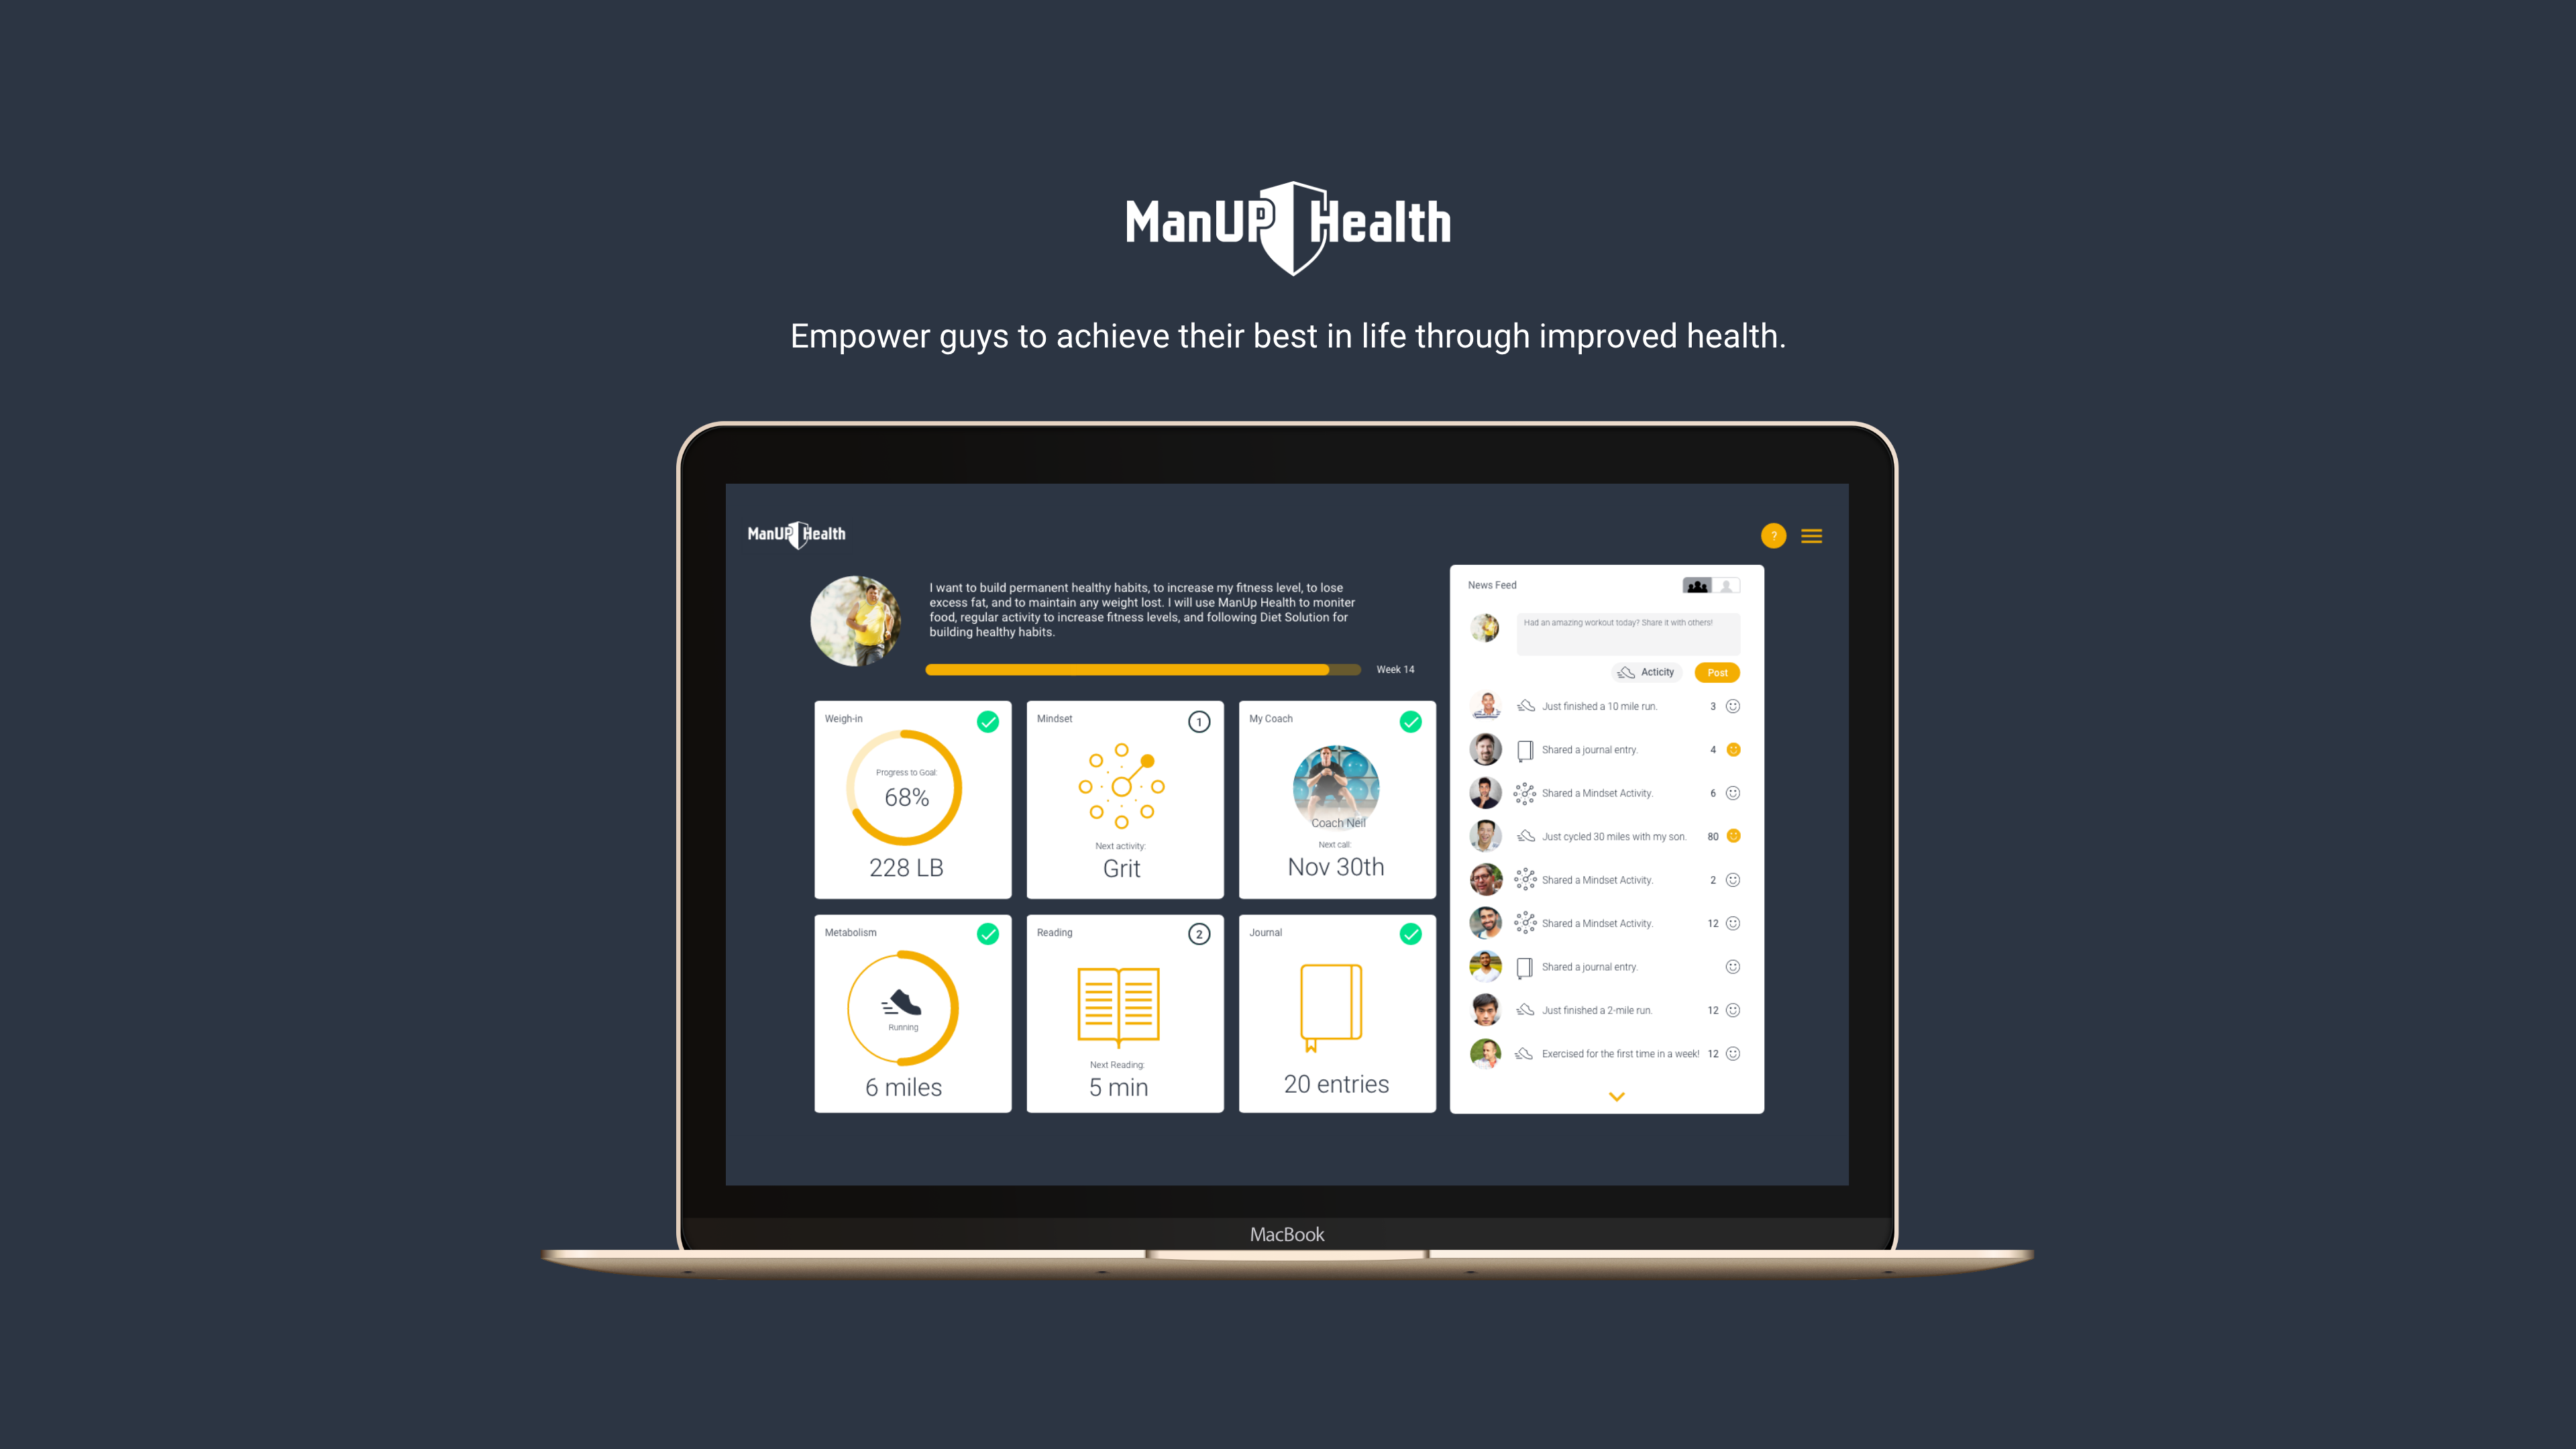 ManUP Health
Empower guys to achieve their best in life through improved health.
ManUP Health
?
I want to build permanent healthy habits, to increase my fitness level, to lose
excess fat, and to maintain any weight lost. I will use ManUp Health to moniter
food, regular activity to increase fitness levels, and following Diet Solution for
building healthy habits.
Week 14
Weigh-in
Progress to Goal:
68%
228 LB
Mindset
1
Next activity:
Grit
My Coach
Coach Neil
Next call:
Nov 30th
Metabolism
Running
6 miles
Reading
2
Next Reading:
5 min
Journal
20 entries
News Feed
Had an amazing workout today? Share it with others!
Acticity
Post
Just finished a 10 mile run. 3
Shared a journal entry. 4
Shared a Mindset Activity. 6
Just cycled 30 miles with my son. 80
Shared a Mindset Activity. 2
Shared a Mindset Activity. 12
Shared a journal entry.
Just finished a 2-mile run. 12
Exercised for the first time in a week! 12
MacBook